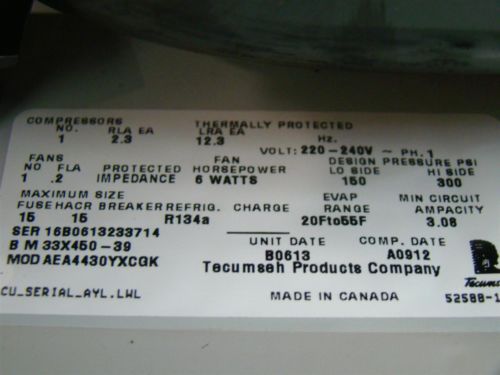 COMPRESSORS THERMALLY PROTECTED
NO. RLA EA LRA EA Hz.
1 2.3 12.3
VOLT: 220-240V ~ PH. 1
FANS FAN DESIGN PRESSURE PSI
NO FLA PROTECTED HORSEPOWER LO SIDE HI SIDE
1 .2 IMPEDANCE 6 WATTS 150 300
MAXIMUM SIZE EVAP MIN CIRCUIT
FUSE HACR BREAKER REFRIG. CHARGE RANGE AMPACITY
15 15 R134a 20Fto55F 3.08
SER 16B0613233714
B M 33X450-39 UNIT DATE COMP. DATE
MOD AEA4430YXCGK B0613 A0912
Tecumseh Products Company
CU_SERIAL_AYL.LWL MADE IN CANADA 52588-1